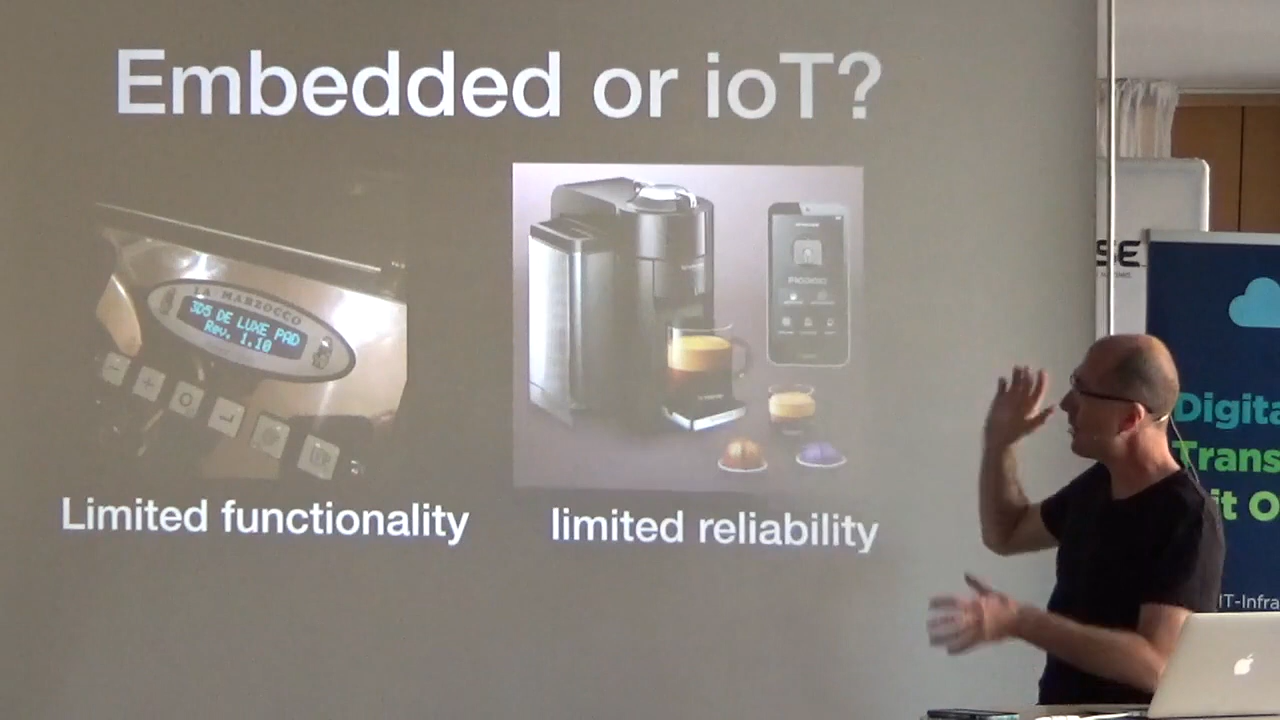 Embedded or ioT?
LA MARZOCCO
3D5 DE LUXE PAD
Rev. 1.10
Limited functionality
limited reliability
SE
Digita
Trans
it O
IT-Infra